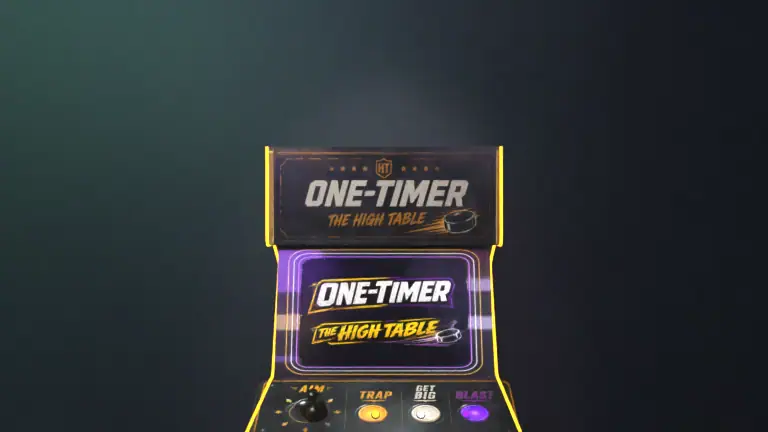 HT
ONE-TIMER
THE HIGH TABLE
ONE-TIMER
THE HIGH TABLE
AIM
TRAP
GET
BIG
BLAST